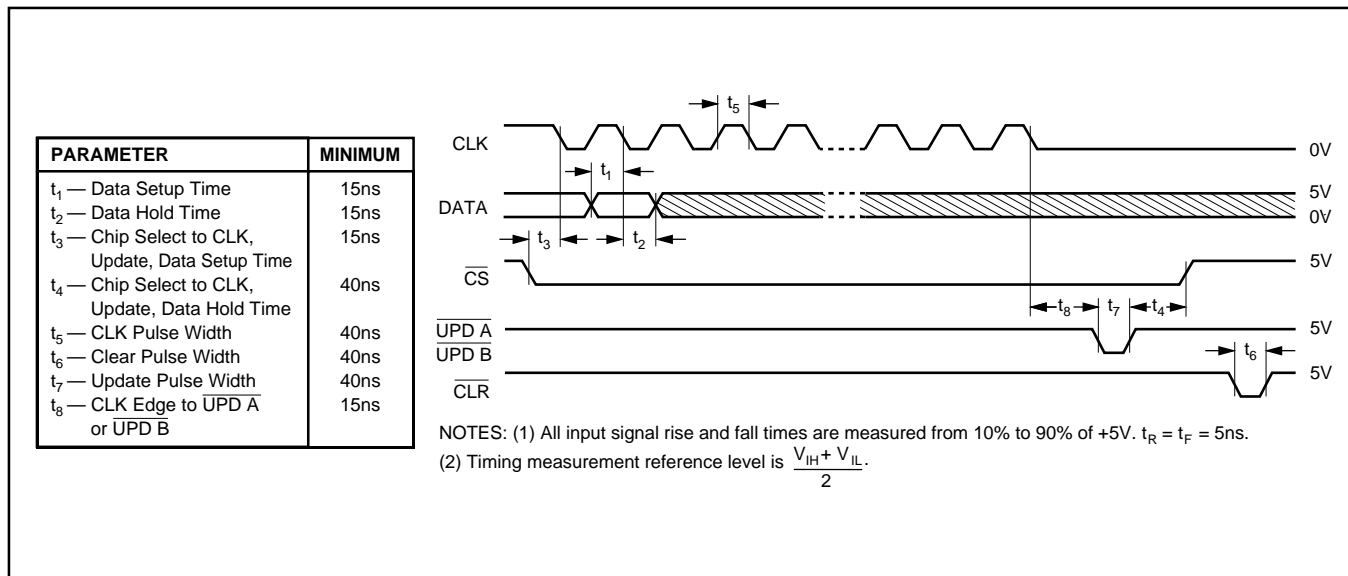 PARAMETER MINIMUM
t1 — Data Setup Time 15ns
t2 — Data Hold Time 15ns
t3 — Chip Select to CLK, 15ns
Update, Data Setup Time
t4 — Chip Select to CLK, 40ns
Update, Data Hold Time
t5 — CLK Pulse Width 40ns
t6 — Clear Pulse Width 40ns
t7 — Update Pulse Width 40ns
t8 — CLK Edge to UPD A 15ns
or UPD B
t5
CLK
0V
t1
DATA
5V
0V
t3
t2
CS
5V
t8
t7
t4
UPD A
UPD B
5V
t6
CLR
5V
NOTES: (1) All input signal rise and fall times are measured from 10% to 90% of +5V. tR = tF = 5ns.
(2) Timing measurement reference level is VIH + VIL.
2